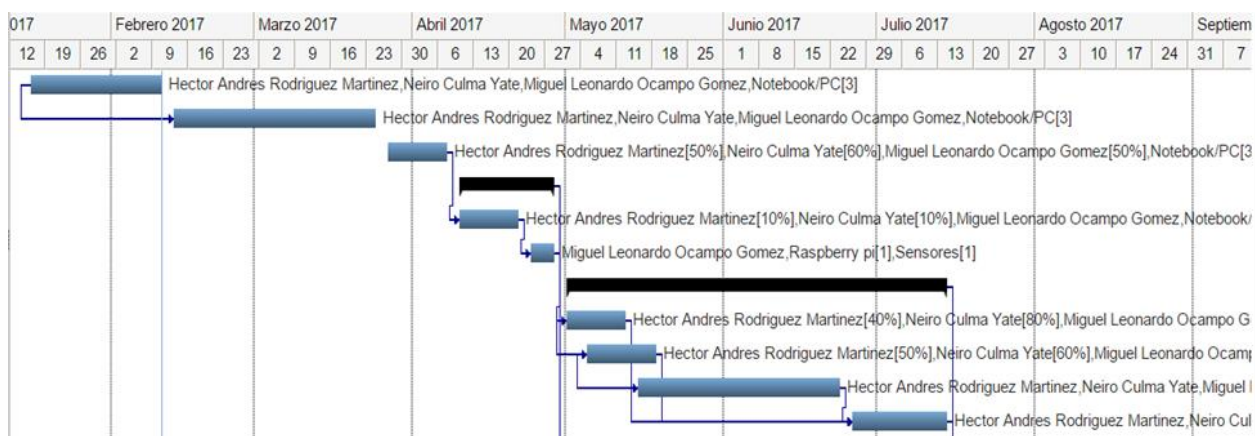 017 Febrero 2017 Marzo 2017 Abril 2017 Mayo 2017 Junio 2017 Julio 2017 Agosto 2017 Septiem
12 19 26 2 9 16 23 2 9 16 23 30 6 13 20 27 4 11 18 25 1 8 15 22 29 6 13 20 27 3 10 17 24 31 7
Hector Andres Rodriguez Martinez,Neiro Culma Yate,Miguel Leonardo Ocampo Gomez,Notebook/PC[3]
Hector Andres Rodriguez Martinez,Neiro Culma Yate,Miguel Leonardo Ocampo Gomez,Notebook/PC[3]
Hector Andres Rodriguez Martinez[50%],Neiro Culma Yate[60%],Miguel Leonardo Ocampo Gomez[50%],Notebook/PC[3
Hector Andres Rodriguez Martinez[10%],Neiro Culma Yate[10%],Miguel Leonardo Ocampo Gomez,Notebook/
Miguel Leonardo Ocampo Gomez,Raspberry pi[1],Sensores[1]
Hector Andres Rodriguez Martinez[40%],Neiro Culma Yate[80%],Miguel Leonardo Ocampo G
Hector Andres Rodriguez Martinez[50%],Neiro Culma Yate[60%],Miguel Leonardo Ocamp
Hector Andres Rodriguez Martinez,Neiro Culma Yate,Miguel
Hector Andres Rodriguez Martinez,Neiro Cul